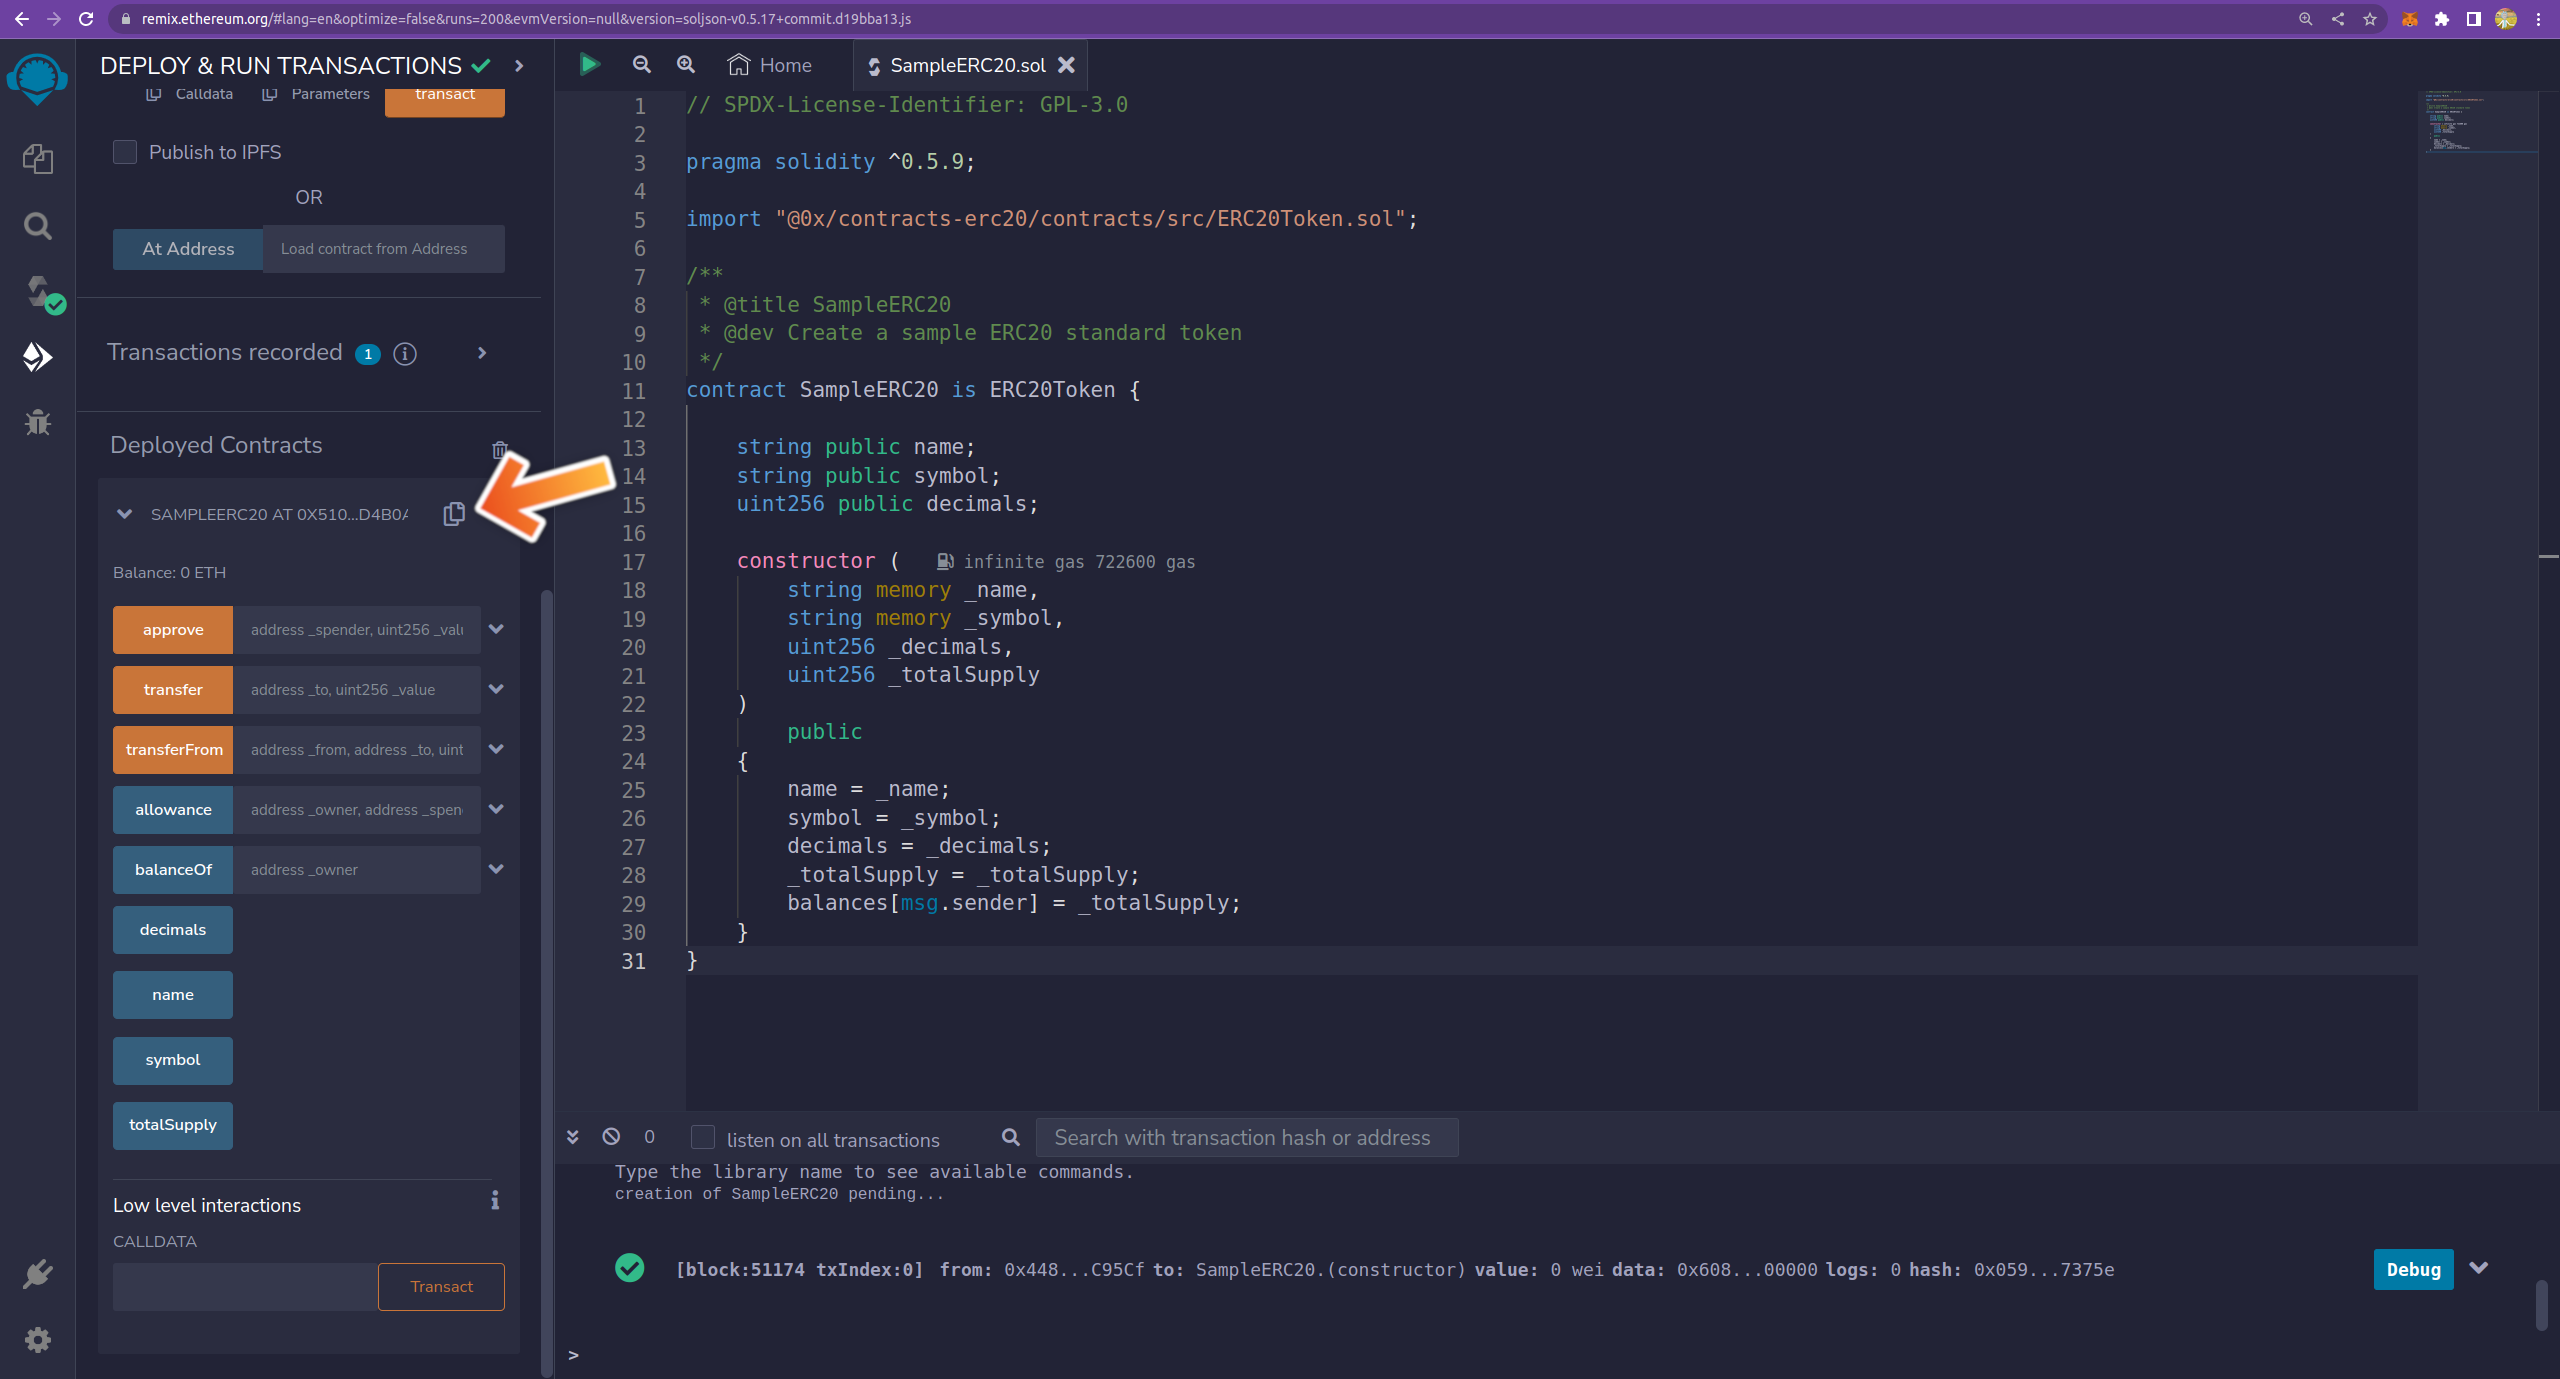 remix.ethereum.org/#lang=en&optimize=false&runs=200&evmVersion=null&version=soljson-v0.5.17+commit.d19bba13.js
DEPLOY & RUN TRANSACTIONS
Calldata
Parameters
transact
Publish to IPFS
OR
At Address
Load contract from Address
Transactions recorded 1
Deployed Contracts
SAMPLEERC20 AT 0X510...D4B0A
Balance: 0 ETH
approve
address _spender, uint256 _valu
transfer
address _to, uint256 _value
transferFrom
address _from, address _to, uint
allowance
address _owner, address _spen
balanceOf
address _owner
decimals
name
symbol
totalSupply
Low level interactions
CALLDATA
Transact
Home
SampleERC20.sol
1 // SPDX-License-Identifier: GPL-3.0
2
3 pragma solidity ^0.5.9;
4
5 import "@0x/contracts-erc20/contracts/src/ERC20Token.sol";
6
7 /**
8 * @title SampleERC20
9 * @dev Create a sample ERC20 standard token
10 */
11 contract SampleERC20 is ERC20Token {
12
13 string public name;
14 string public symbol;
15 uint256 public decimals;
16
17 constructor ( infinite gas 722600 gas
18 string memory _name,
19 string memory _symbol,
20 uint256 _decimals,
21 uint256 _totalSupply
22 )
23 public
24 {
25 name = _name;
26 symbol = _symbol;
27 decimals = _decimals;
28 _totalSupply = _totalSupply;
29 balances[msg.sender] = _totalSupply;
30 }
31 }
0
listen on all transactions
Search with transaction hash or address
Type the library name to see available commands.
creation of SampleERC20 pending...
[block:51174 txIndex:0] from: 0x448...C95Cf to: SampleERC20.(constructor) value: 0 wei data: 0x608...00000 logs: 0 hash: 0x059...7375e
Debug
>